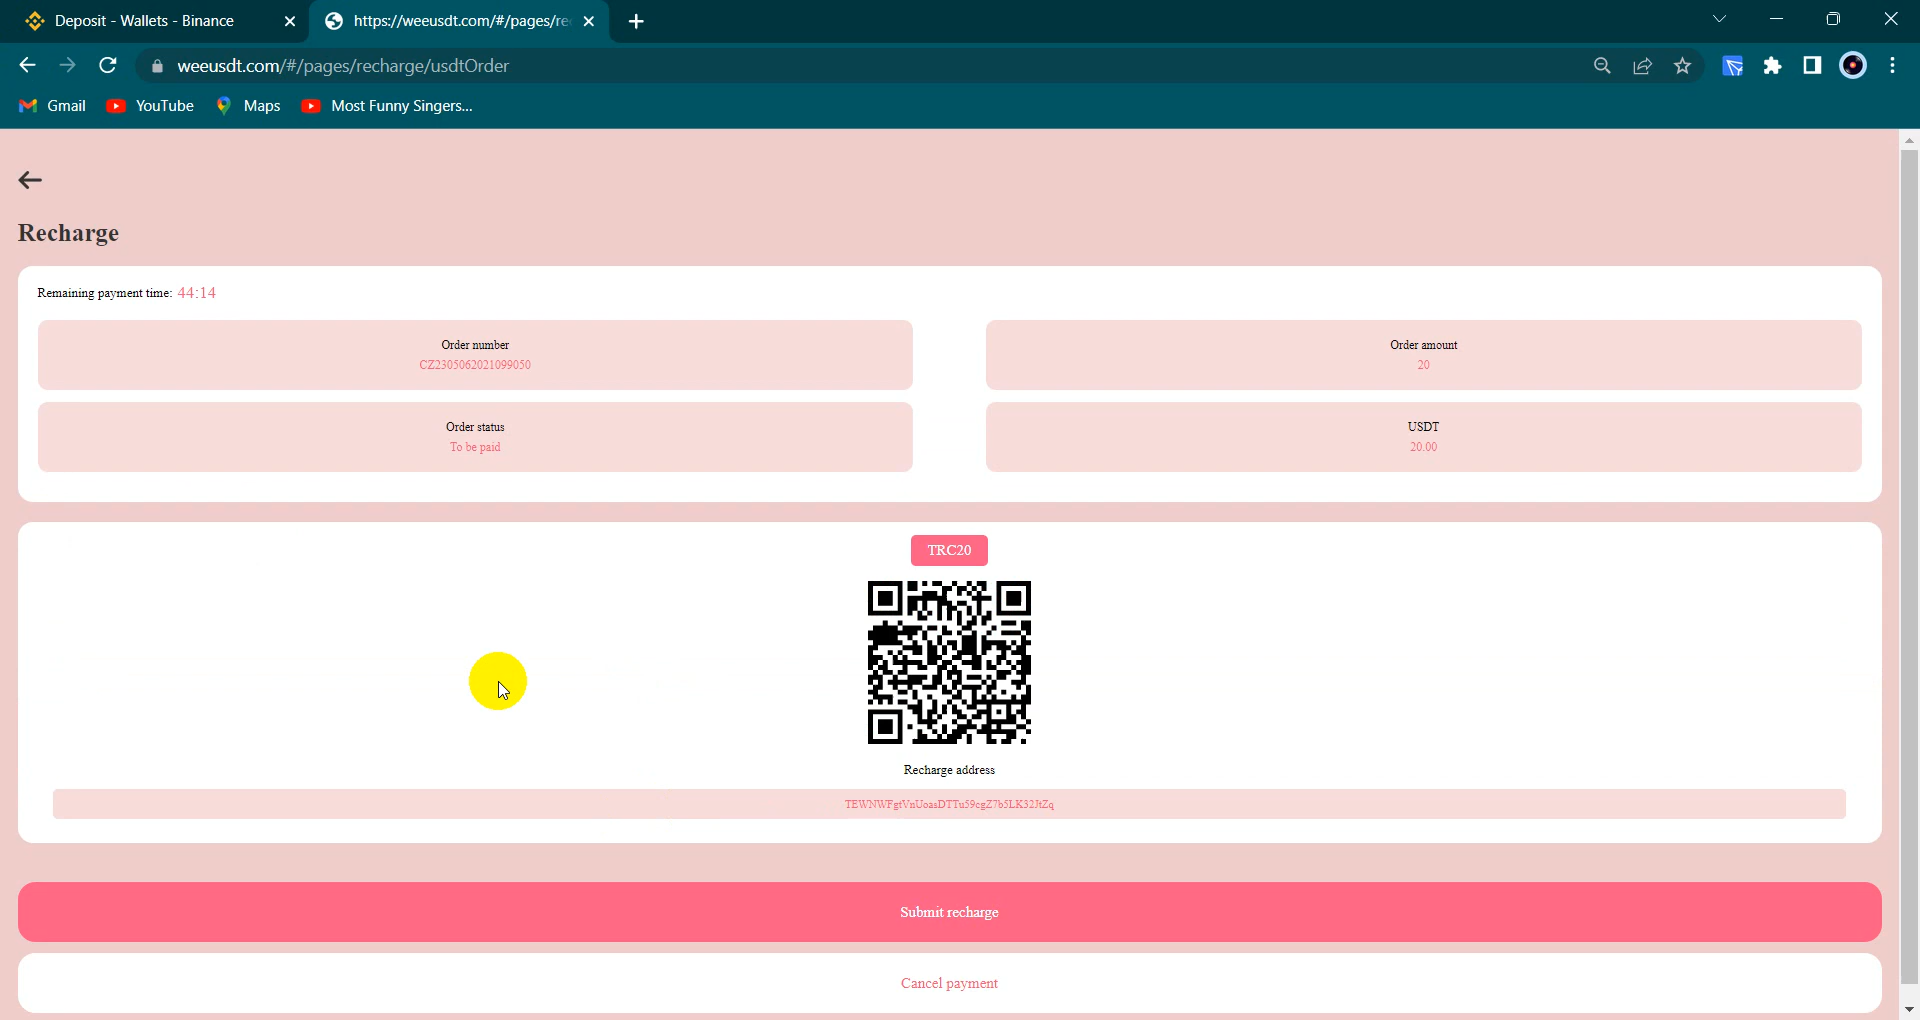 Deposit - Wallets - Binance
https://weeusdt.com/#/pages/re
weeusdt.com/#/pages/recharge/usdtOrder
Gmail
YouTube
Maps
Most Funny Singers...
Recharge
Remaining payment time: 44:14
Order number
CZ2305062021099050
Order amount
20
Order status
To be paid
USDT
20.00
TRC20
Recharge address
Submit recharge
Cancel payment